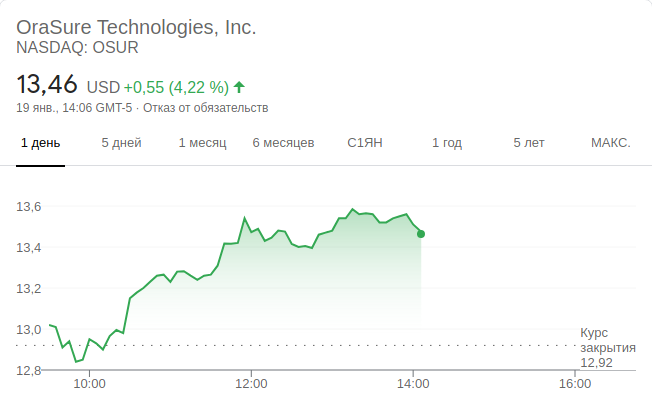 OraSure Technologies, Inc.
NASDAQ: OSUR
13,46 USD +0,55 (4,22 %)
19 янв., 14:06 GMT-5 · Отказ от обязательств
1 день 5 дней 1 месяц 6 месяцев С1ЯН 1 год 5 лет МАКС.
13,6
13,4
13,2
13,0
Курс
закрытия
12,92
12,8
10:00 12:00 14:00 16:00